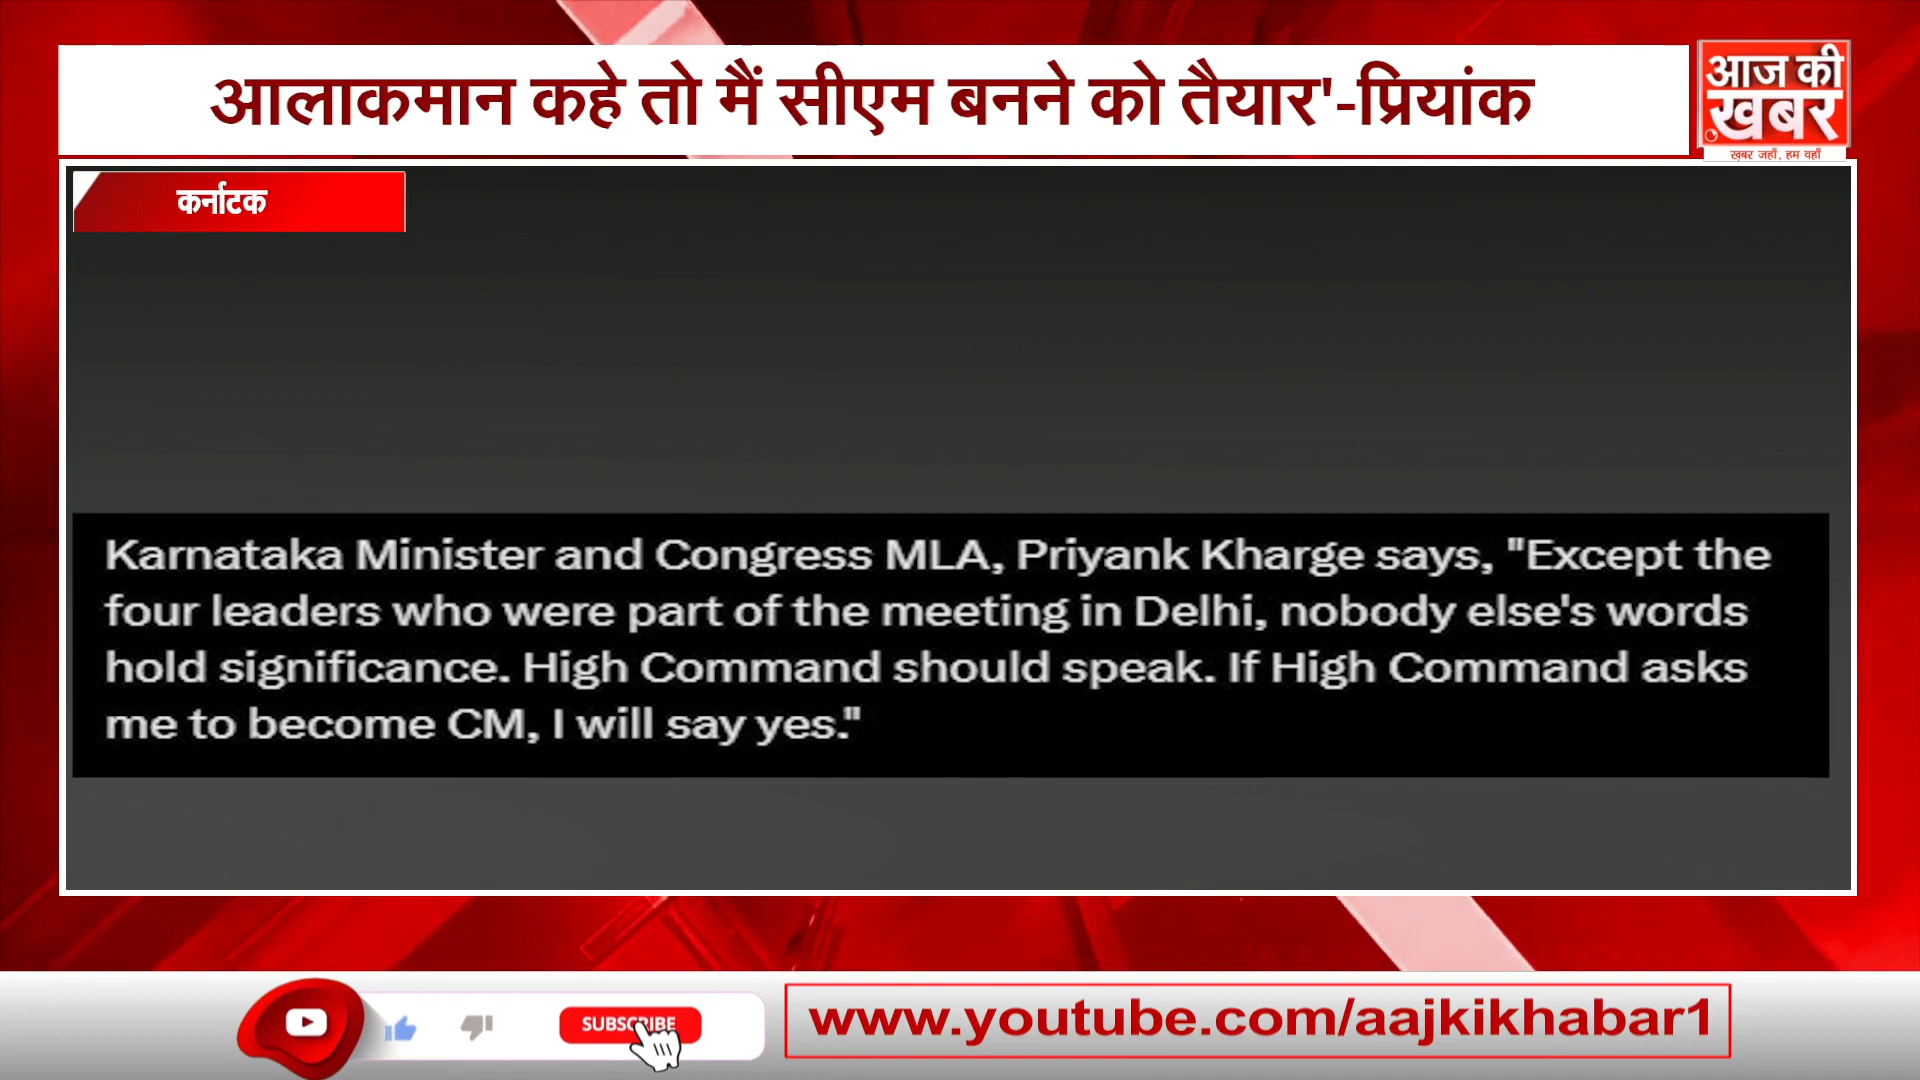 आलाकमान कहे तो मैं सीएम बनने को तैयार'-प्रियांक
आज की
ख़बर
ख़बर जहाँ, हम वहाँ
कर्नाटक
Karnataka Minister and Congress MLA, Priyank Kharge says, "Except the
four leaders who were part of the meeting in Delhi, nobody else's words
hold significance. High Command should speak. If High Command asks
me to become CM, I will say yes."
SUBSCRIBE
www.youtube.com/aajkikhabar1